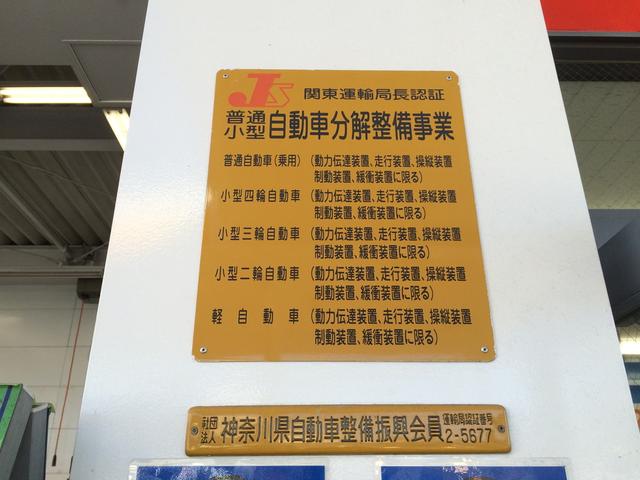 JS 関東運輸局長認証
普通
小型 自動車分解整備事業
普通自動車(乗用) (動力伝達装置、走行装置、操縦装置
制動装置、緩衝装置に限る)
小型四輪自動車 (動力伝達装置、走行装置、操縦装置
制動装置、緩衝装置に限る)
小型三輪自動車 (動力伝達装置、走行装置、操縦装置
制動装置、緩衝装置に限る)
小型二輪自動車 (動力伝達装置、走行装置、操縦装置
制動装置、緩衝装置に限る)
軽自動車 (動力伝達装置、走行装置、操縦装置
制動装置、緩衝装置に限る)
社団法人 神奈川県自動車整備振興会員 運輸局認証番号
2-5677